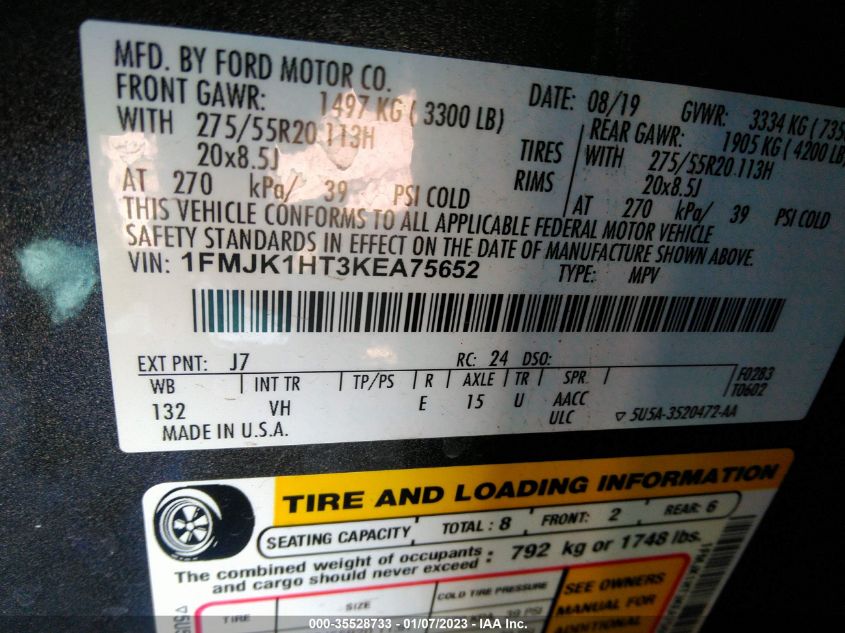 MFD. BY FORD MOTOR CO.
DATE: 08/19 GVWR: 3334 KG (735
FRONT GAWR: 1497 KG (3300 LB) REAR GAWR: 1905 KG (4200 LB
WITH 275/55R20 113H TIRES WITH 275/55R20 113H
20x8.5J RIMS 20x8.5J
AT 270 kPa/ 39 PSI COLD AT 270 kPa/ 39 PSI COLD
THIS VEHICLE CONFORMS TO ALL APPLICABLE FEDERAL MOTOR VEHICLE
SAFETY STANDARDS IN EFFECT ON THE DATE OF MANUFACTURE SHOWN ABOVE.
VIN: 1FMJK1HT3KEA75652 TYPE: MPV
EXT PNT: J7 RC: 24 DSO:
WB INT TR TP/PS R AXLE TR SPR F0283
132 VH E 15 U AACC T0602
ULC 5U5A-3520472-AA
MADE IN U.S.A.
TIRE AND LOADING INFORMATION
SEATING CAPACITY TOTAL : 8 FRONT: 2 REAR: 6
The combined weight of occupants and cargo should never exceed : 792 kg or 1748 lbs.
TIRE SIZE COLD TIRE PRESSURE SEE OWNERS
MANUAL FOR
ADDITIONAL
000-35528733 - 01/07/2023 - IAA Inc.